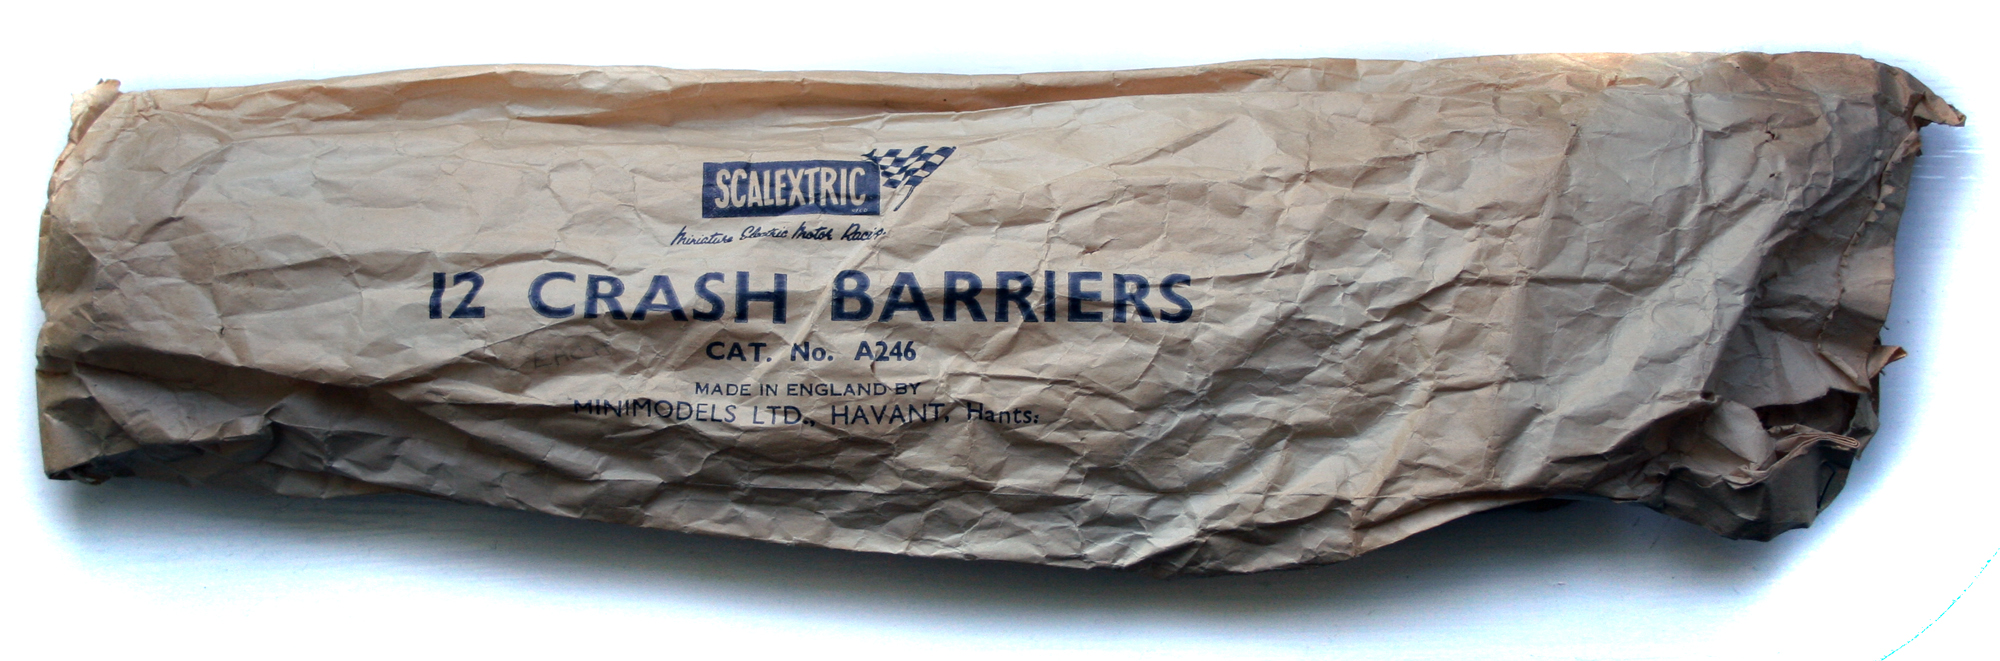 SCALEXTRIC
Miniature Electric Motor Racing
12 CRASH BARRIERS
CAT. No. A246
MADE IN ENGLAND BY
MINIMODELS LTD., HAVANT, Hants.